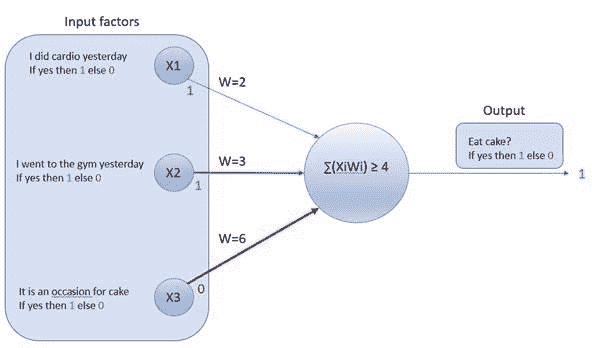 Input factors
I did cardio yesterday
If yes then 1 else 0
X1
1
W=2
I went to the gym yesterday
If yes then 1 else 0
X2
1
W=3
It is an occasion for cake
If yes then 1 else 0
X3
0
W=6
∑(XiWi) ≥ 4
Output
Eat cake?
If yes then 1 else 0
1